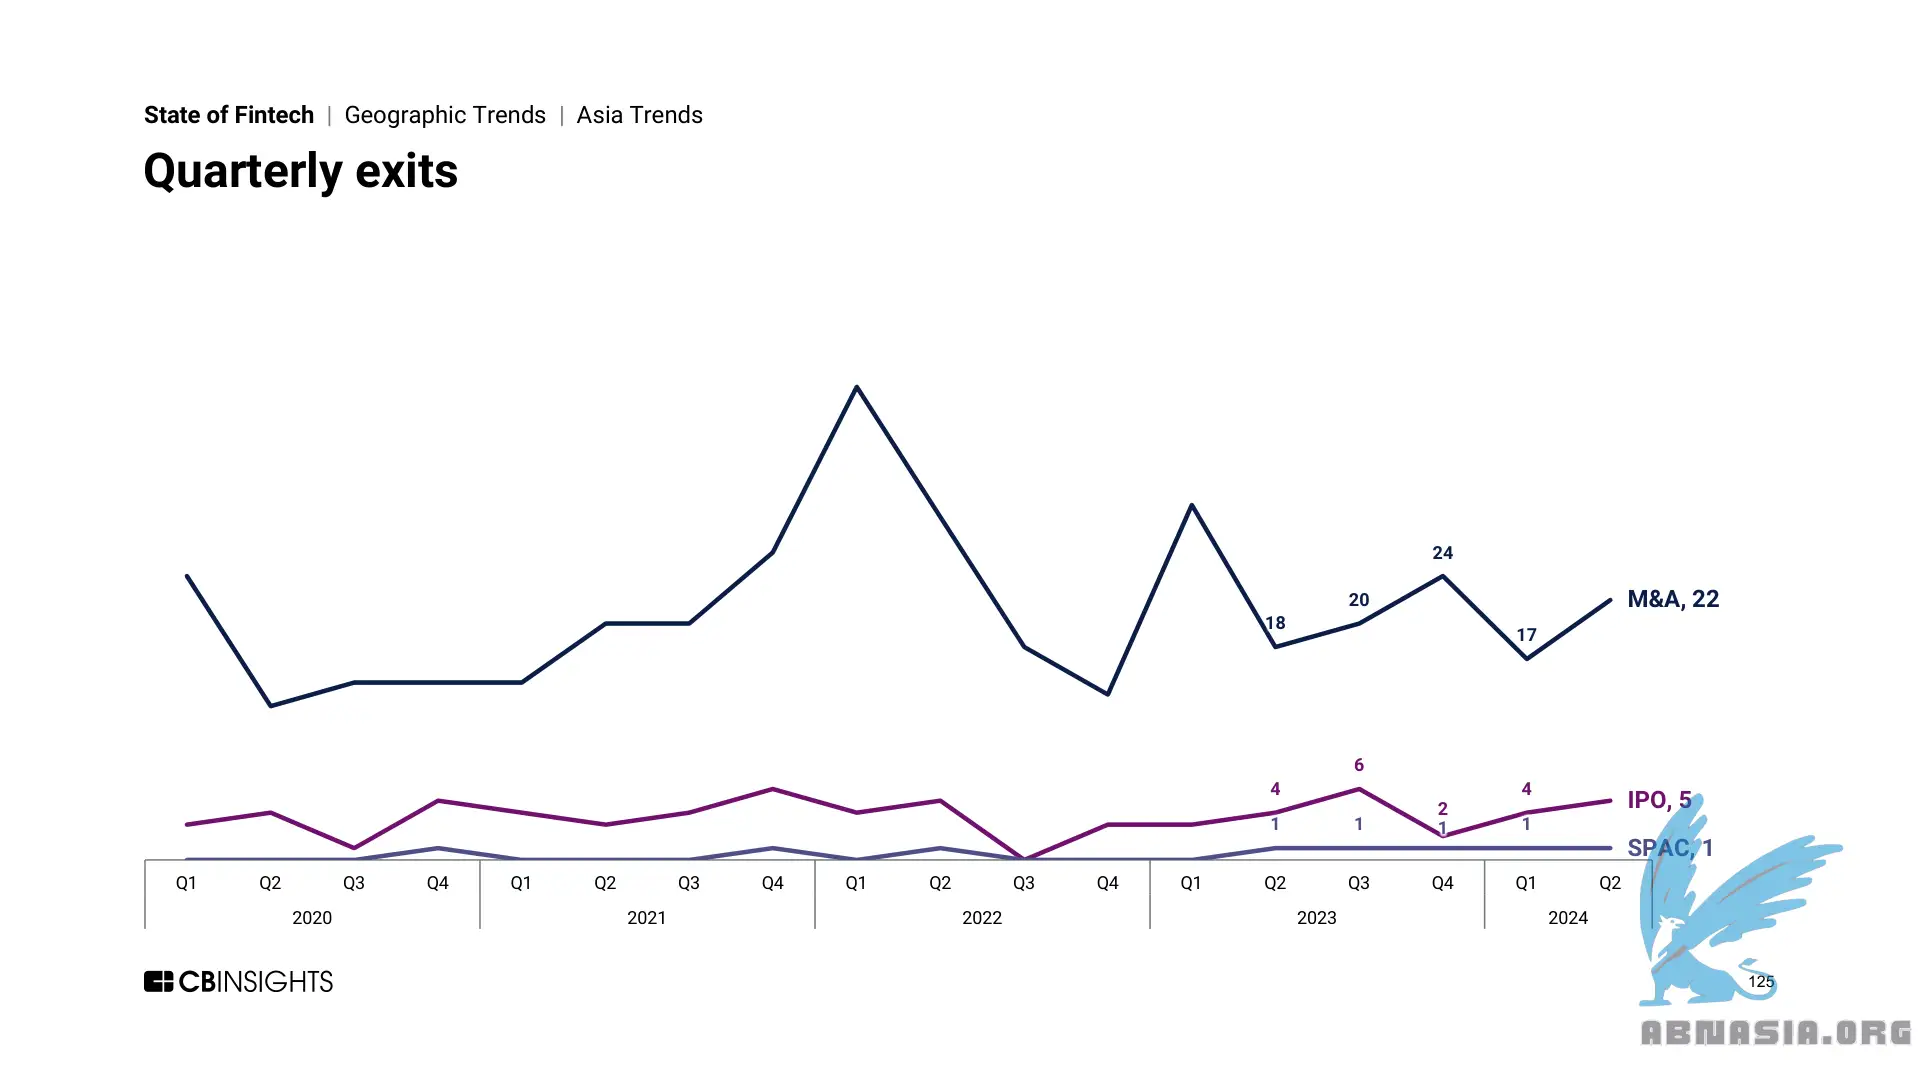 State of Fintech | Geographic Trends | Asia Trends
Quarterly exits
24
20
18
17
M&A, 22
6
4
4
2
IPO, 5
1
1
1
1
SPAC, 1
Q1 Q2 Q3 Q4 Q1 Q2 Q3 Q4 Q1 Q2 Q3 Q4 Q1 Q2 Q3 Q4 Q1 Q2
2020 2021 2022 2023 2024
CBINSIGHTS
125
ABNASIA.ORG